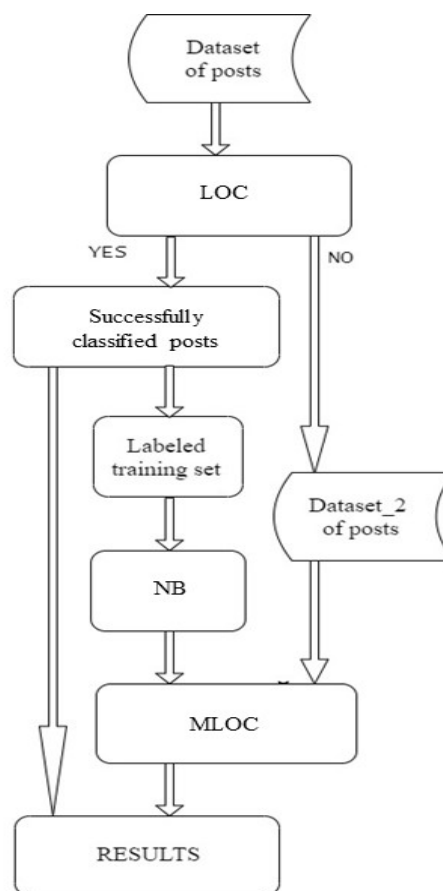 Dataset
of posts
LOC
YES
NO
Successfully
classified posts
Labeled
training set
Dataset_2
of posts
NB
MLOC
RESULTS